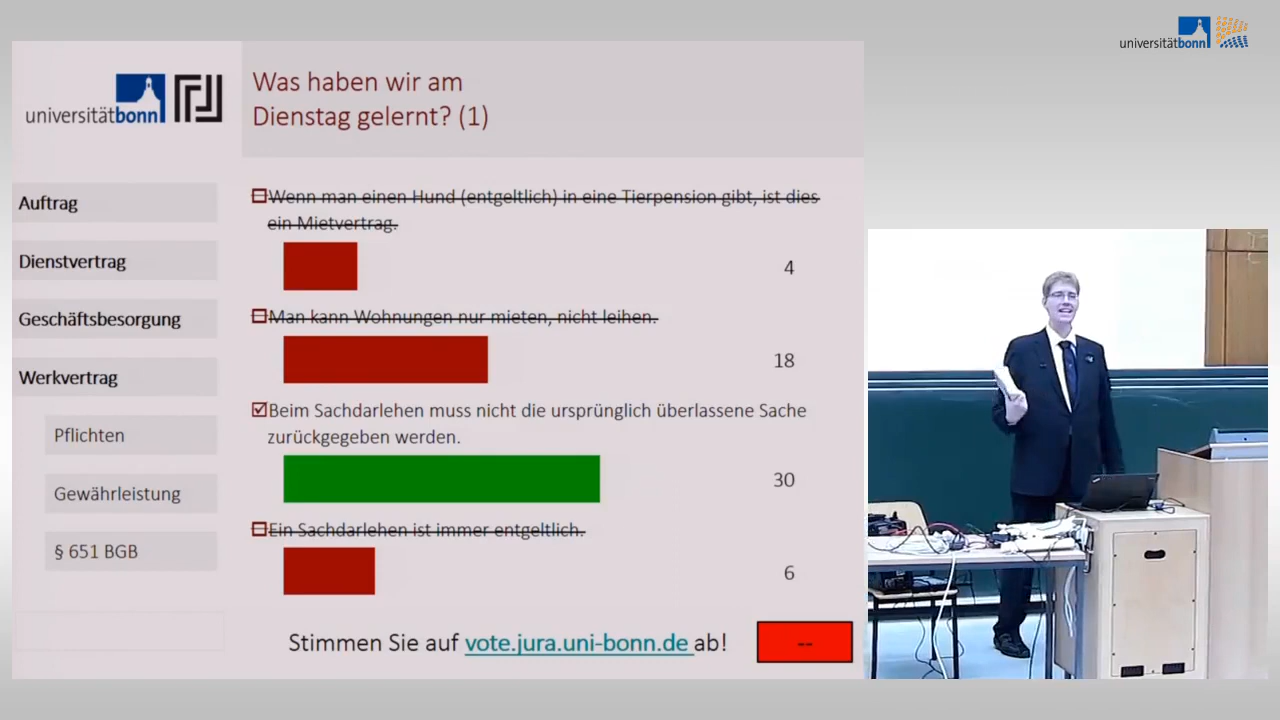 universitätbonn
Was haben wir am
Dienstag gelernt? (1)
universitätbonn
Auftrag
Dienstvertrag
Geschäftsbesorgung
Werkvertrag
Pflichten
Gewährleistung
§ 651 BGB
Wenn man einen Hund (entgeltlich) in eine Tierpension gibt, ist dies
ein Mietvertrag.
4
Man kann Wohnungen nur mieten, nicht leihen.
18
Beim Sachdarlehen muss nicht die ursprünglich überlassene Sache
zurückgegeben werden.
30
Ein Sachdarlehen ist immer entgeltlich.
6
Stimmen Sie auf vote.jura.uni-bonn.de ab!
--